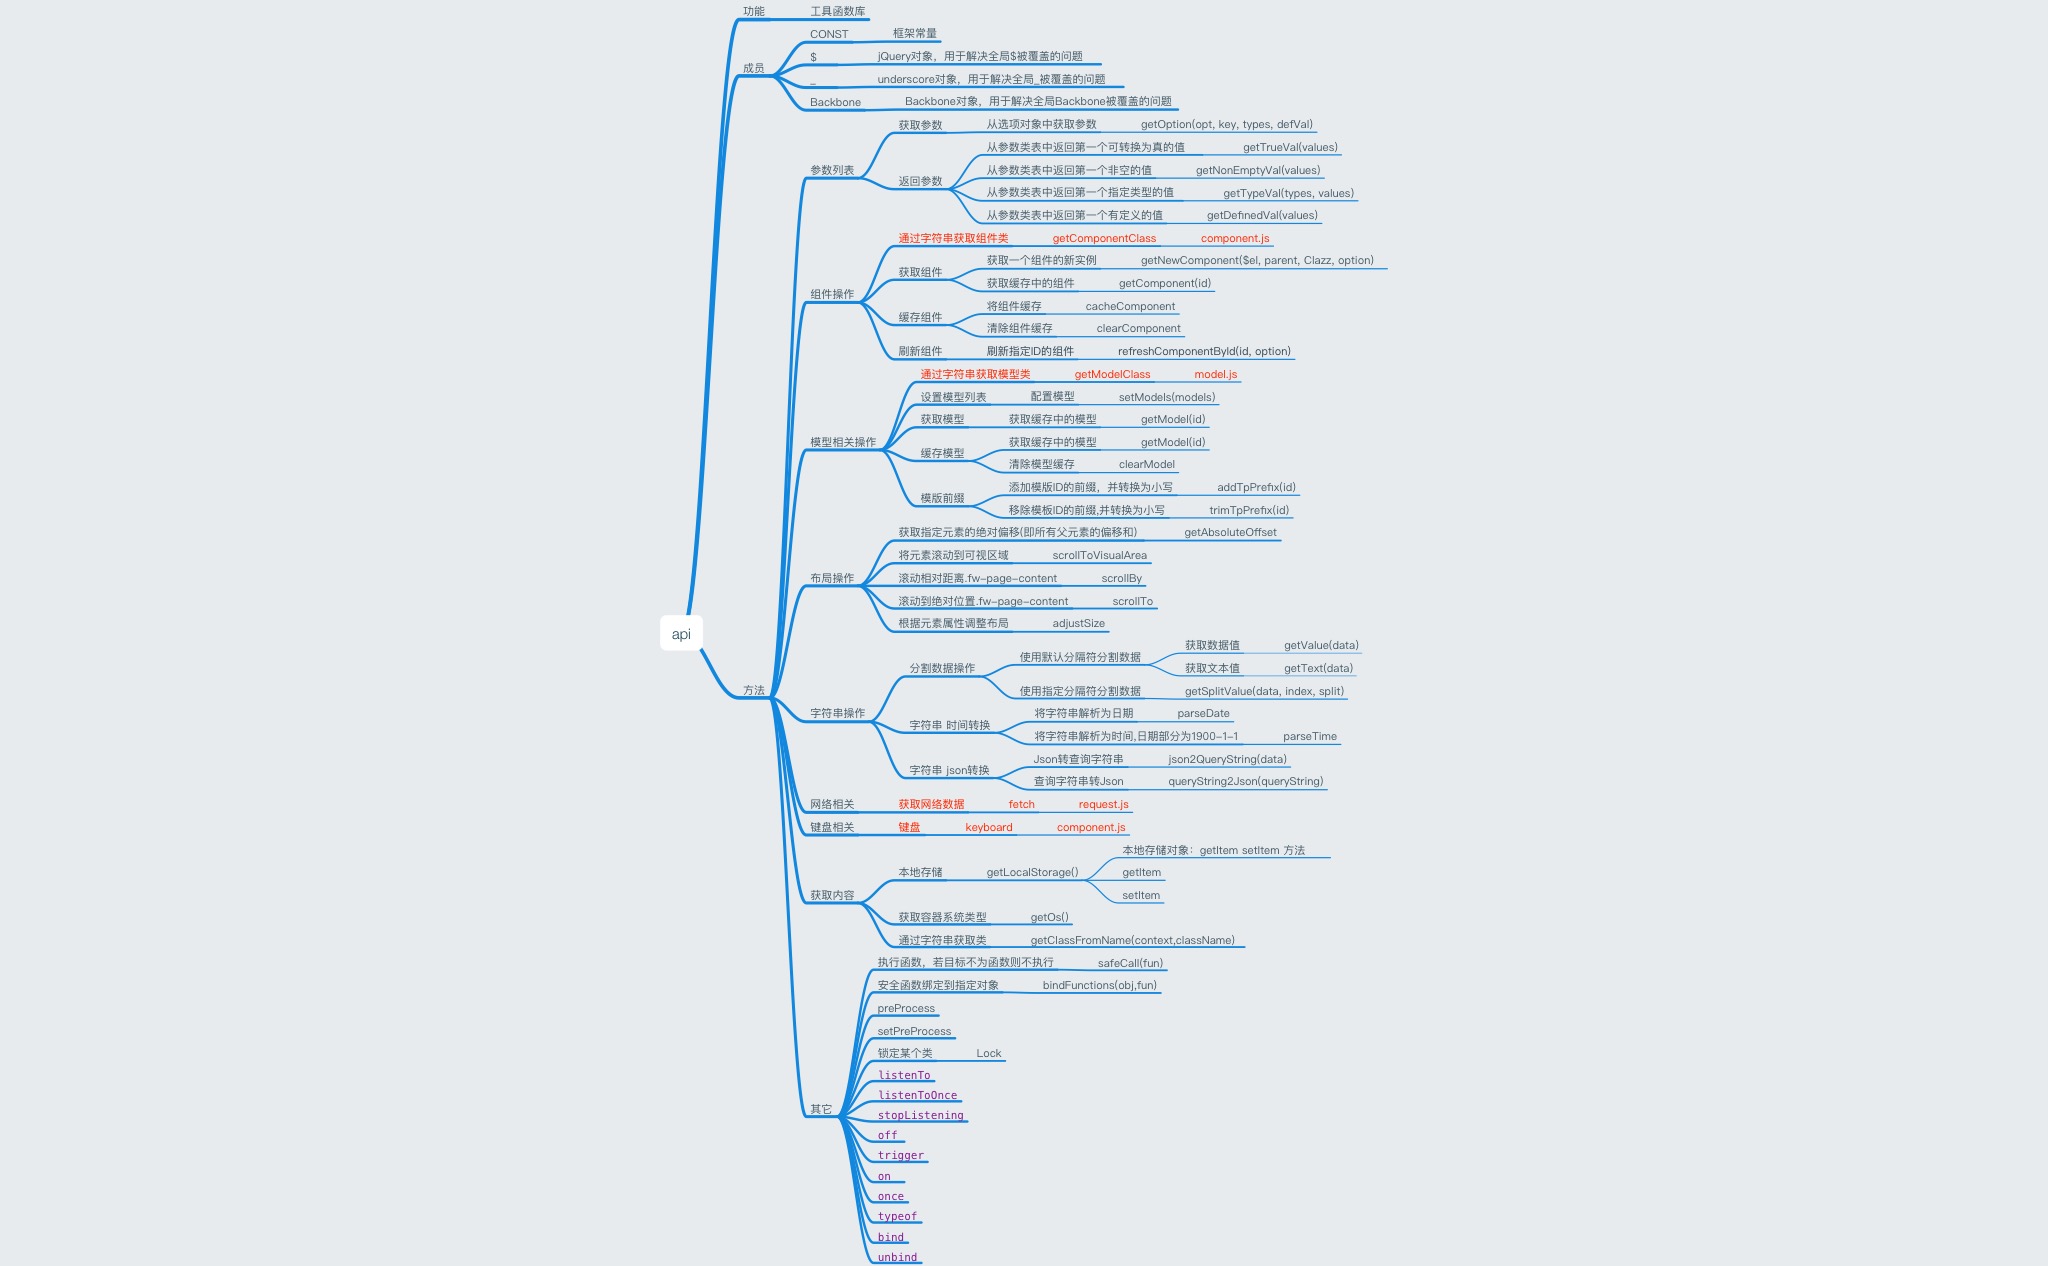 功能 工具函数库
CONST 框架常量
$ jQuery对象，用于解决全局$被覆盖的问题
成员
_ underscore对象，用于解决全局_被覆盖的问题
Backbone Backbone对象，用于解决全局Backbone被覆盖的问题
获取参数 从选项对象中获取参数 getOption(opt, key, types, defVal)
从参数类表中返回第一个可转换为真的值 getTrueVal(values)
参数列表 从参数类表中返回第一个非空的值 getNonEmptyVal(values)
返回参数
从参数类表中返回第一个指定类型的值 getTypeVal(types, values)
从参数类表中返回第一个有定义的值 getDefinedVal(values)
通过字符串获取组件类 getComponentClass component.js
获取一个组件的新实例 getNewComponent($el, parent, Clazz, option)
获取组件
获取缓存中的组件 getComponent(id)
组件操作
将组件缓存 cacheComponent
缓存组件
清除组件缓存 clearComponent
刷新组件 刷新指定ID的组件 refreshComponentById(id, option)
通过字符串获取模型类 getModelClass model.js
设置模型列表 配置模型 setModels(models)
获取模型 获取缓存中的模型 getModel(id)
模型相关操作 获取缓存中的模型 getModel(id)
缓存模型
清除模型缓存 clearModel
添加模版ID的前缀，并转换为小写 addTpPrefix(id)
模版前缀
移除模板ID的前缀,并转换为小写 trimTpPrefix(id)
获取指定元素的绝对偏移(即所有父元素的偏移和) getAbsoluteOffset
将元素滚动到可视区域 scrollToVisualArea
布局操作 滚动相对距离.fw-page-content scrollBy
滚动到绝对位置.fw-page-content scrollTo
根据元素属性调整布局 adjustSize
api
获取数据值 getValue(data)
使用默认分隔符分割数据
分割数据操作 获取文本值 getText(data)
方法 使用指定分隔符分割数据 getSplitValue(data, index, split)
字符串操作 将字符串解析为日期 parseDate
字符串 时间转换
将字符串解析为时间,日期部分为1900-1-1 parseTime
Json转查询字符串 json2QueryString(data)
字符串 json转换
查询字符串转Json queryString2Json(queryString)
网络相关 获取网络数据 fetch request.js
键盘相关 键盘 keyboard component.js
本地存储对象：getItem setItem 方法
本地存储 getLocalStorage() getItem
获取内容 setItem
获取容器系统类型 getOs()
通过字符串获取类 getClassFromName(context,className)
执行函数，若目标不为函数则不执行 safeCall(fun)
安全函数绑定到指定对象 bindFunctions(obj,fun)
preProcess
setPreProcess
锁定某个类 Lock
listenTo
listenToOnce
其它 stopListening
off
trigger
on
once
typeof
bind
unbind